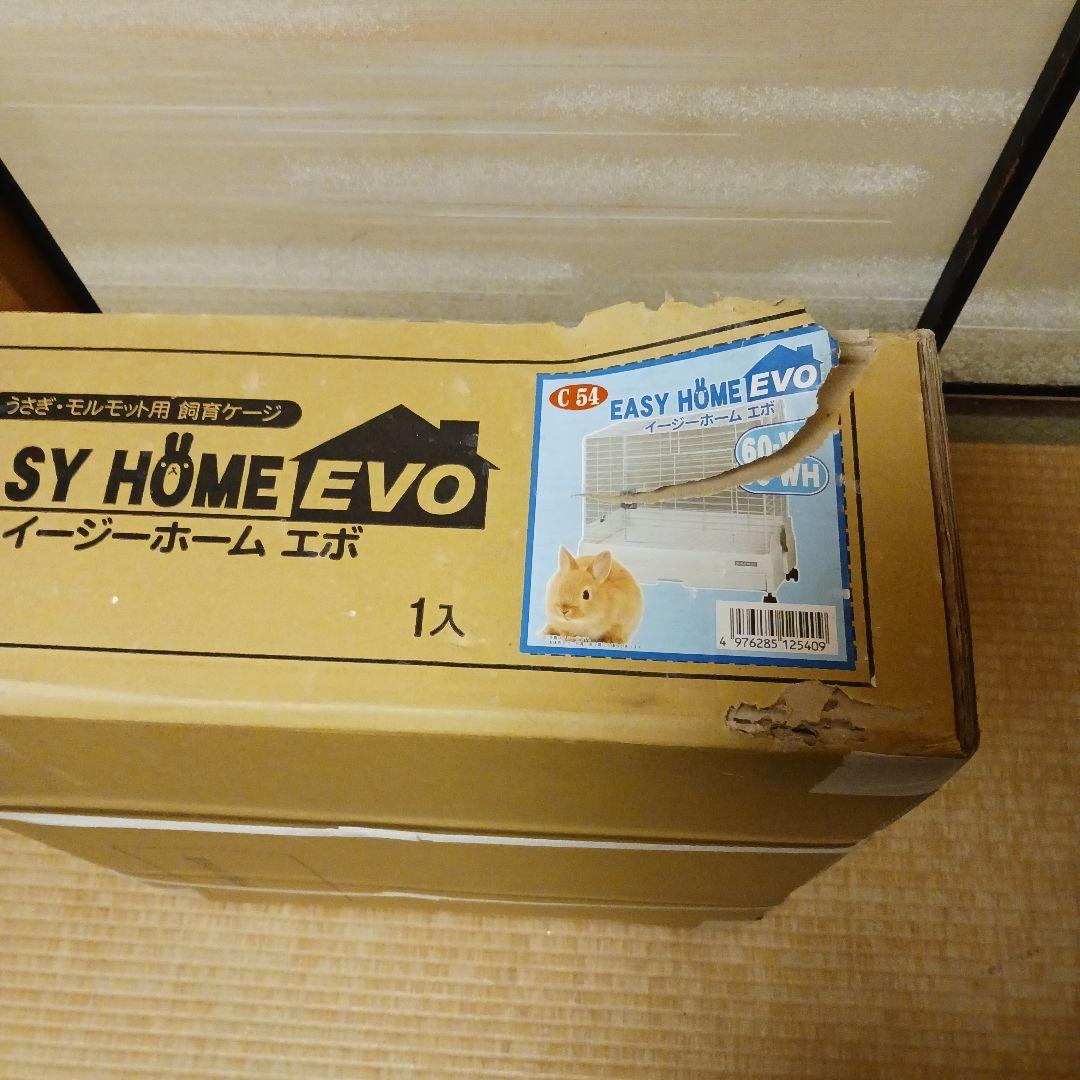 うさぎ・モルモット用 飼育ケージ
SY HOME EVO
イージーホーム エボ
1入
C 54
EASY HOME EVO
イージーホーム エボ
60-
WH
4 976285 125409